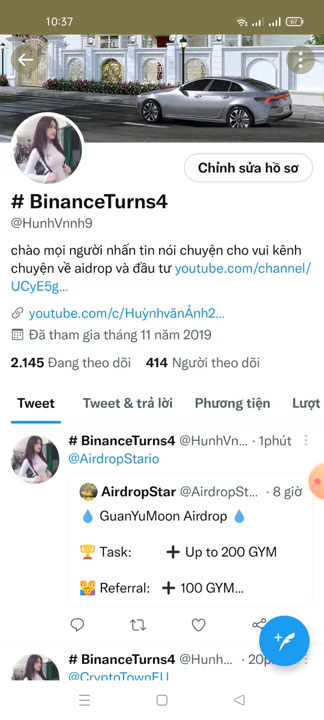 10:37
67
Chỉnh sửa hồ sơ
# BinanceTurns4
@HunhVnnh9
chào mọi người nhấn tin nói chuyện cho vui kênh
chuyện về aidrop và đầu tư youtube.com/channel/
UCyE5g...
youtube.com/c/HuỳnhvănẢnh2...
Đã tham gia tháng 11 năm 2019
2.145 Đang theo dõi 414 Người theo dõi
Tweet Tweet & trả lời Phương tiện Lượt
# BinanceTurns4 @HunhVn... · 1phút
@AirdropStario
AirdropStar @AirdropSt... · 8 giờ
💧 GuanYuMoon Airdrop 💧
🏆 Task: ➕ Up to 200 GYM
👨‍👩‍👧 Referral: ➕ 100 GYM...
# BinanceTurns4 @Hunh... · 20p
@CryptoTownEU